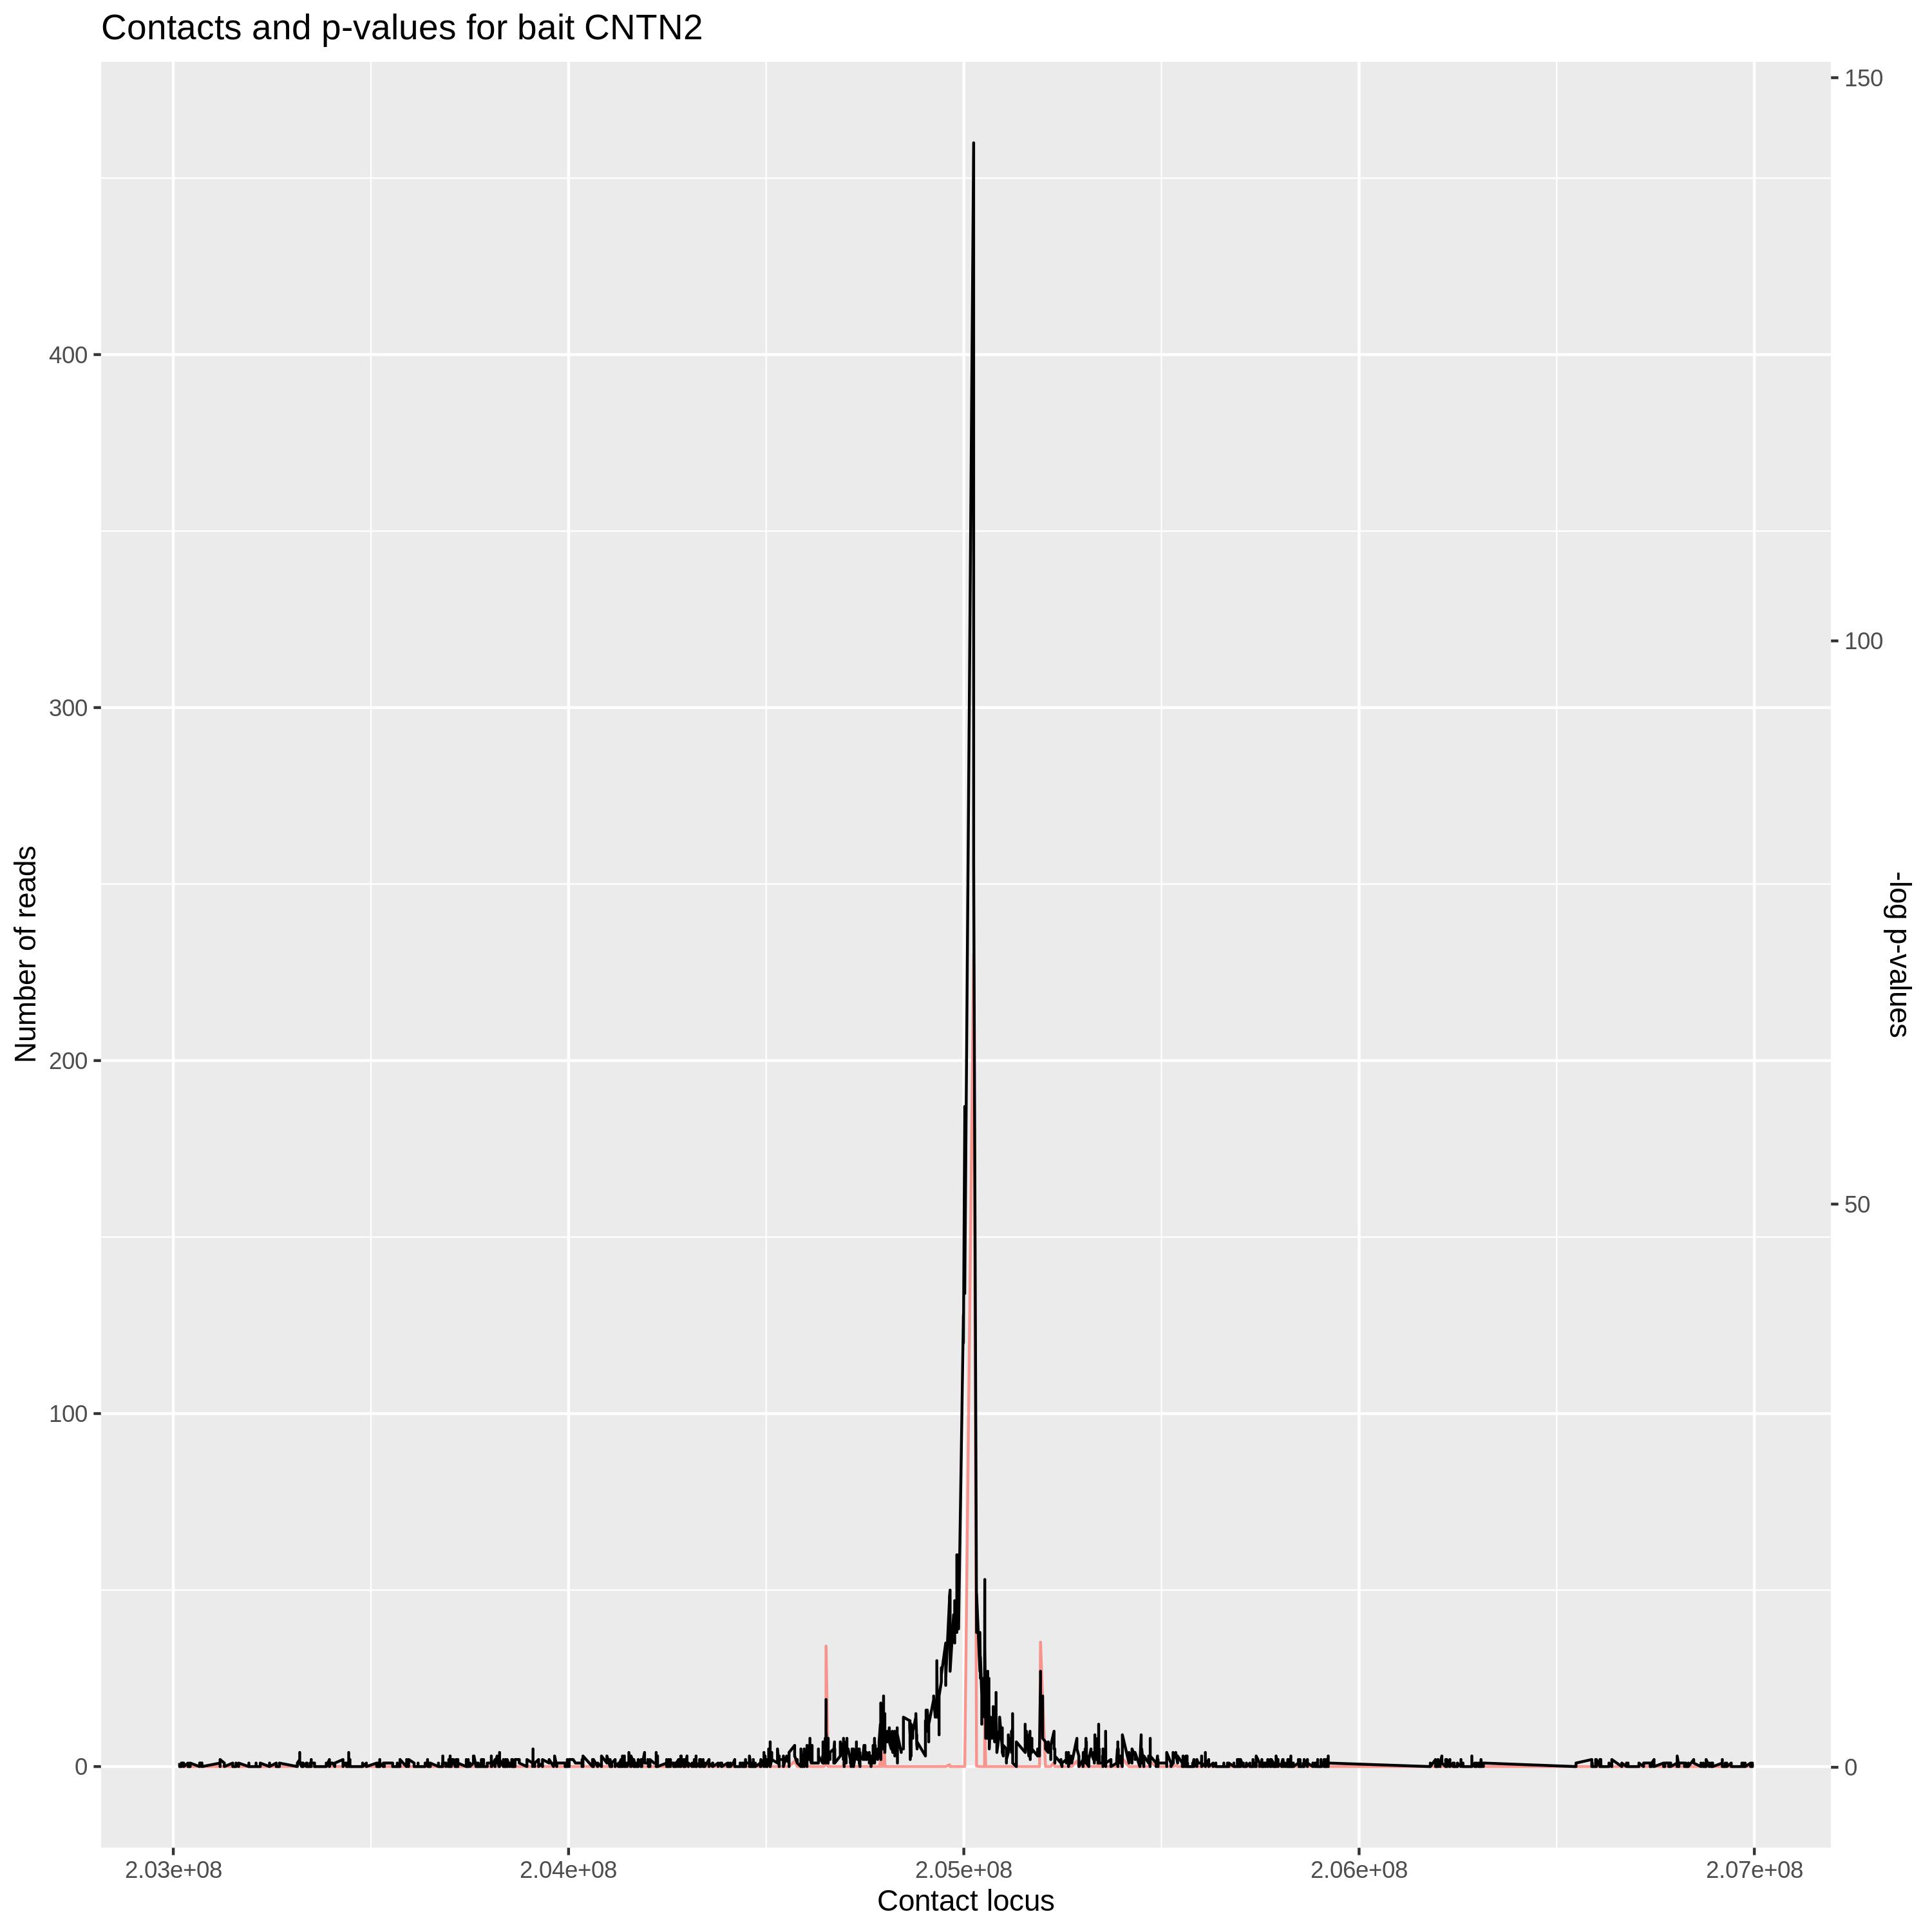 Contacts and p-values for bait CNTN2
150
400
100
300
Number of reads
-log p-values
200
50
100
0
0
2.03e+08
2.04e+08
2.05e+08
2.06e+08
2.07e+08
Contact locus